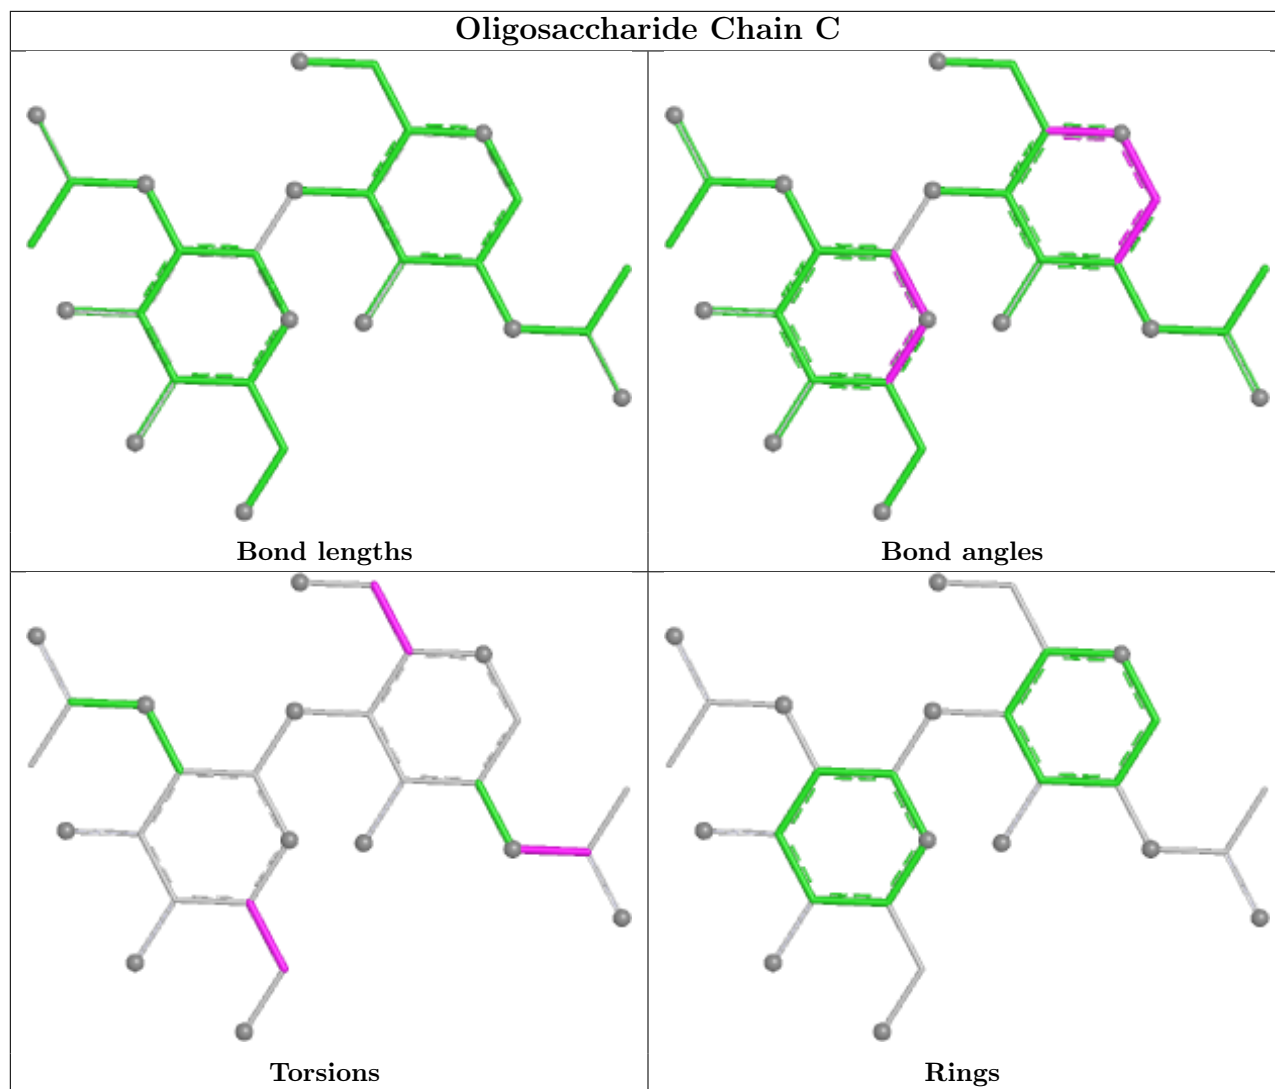 Oligosaccharide Chain C
Bond lengths
Bond angles
Torsions
Rings